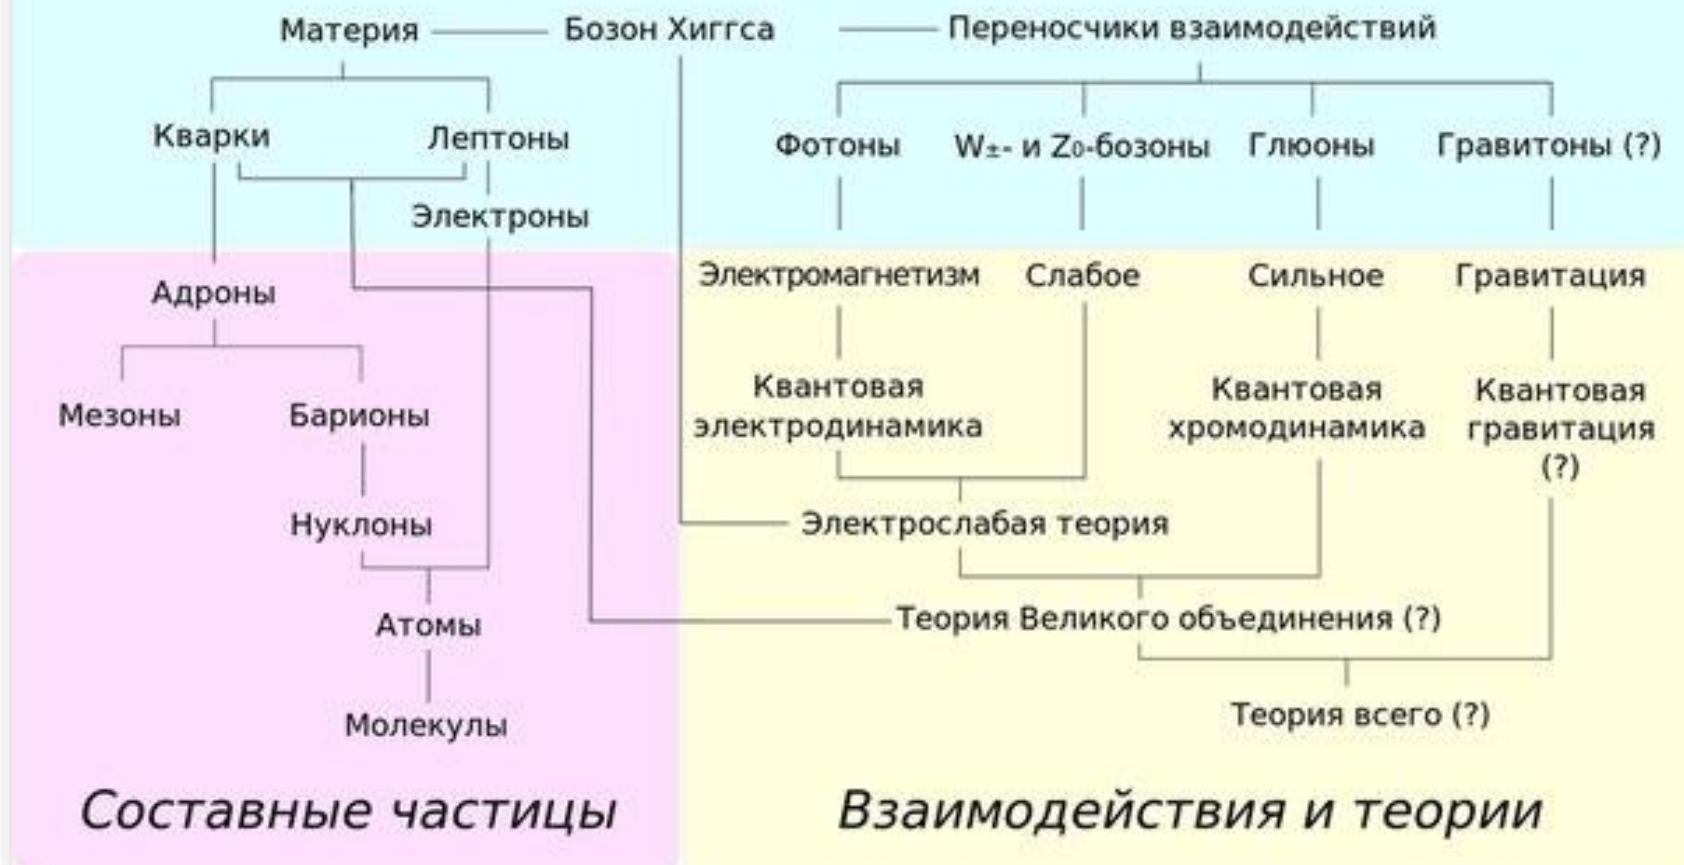 Материя
Бозон Хиггса
Переносчики взаимодействий
Кварки
Лептоны
Фотоны
W±- и Z0-бозоны
Глюоны
Гравитоны (?)
Электроны
Адроны
Электромагнетизм
Слабое
Сильное
Гравитация
Мезоны
Барионы
Квантовая
электродинамика
Квантовая
хромодинамика
Квантовая
гравитация
(?)
Нуклоны
Электрослабая теория
Атомы
Теория Великого объединения (?)
Молекулы
Теория всего (?)
Составные частицы
Взаимодействия и теории